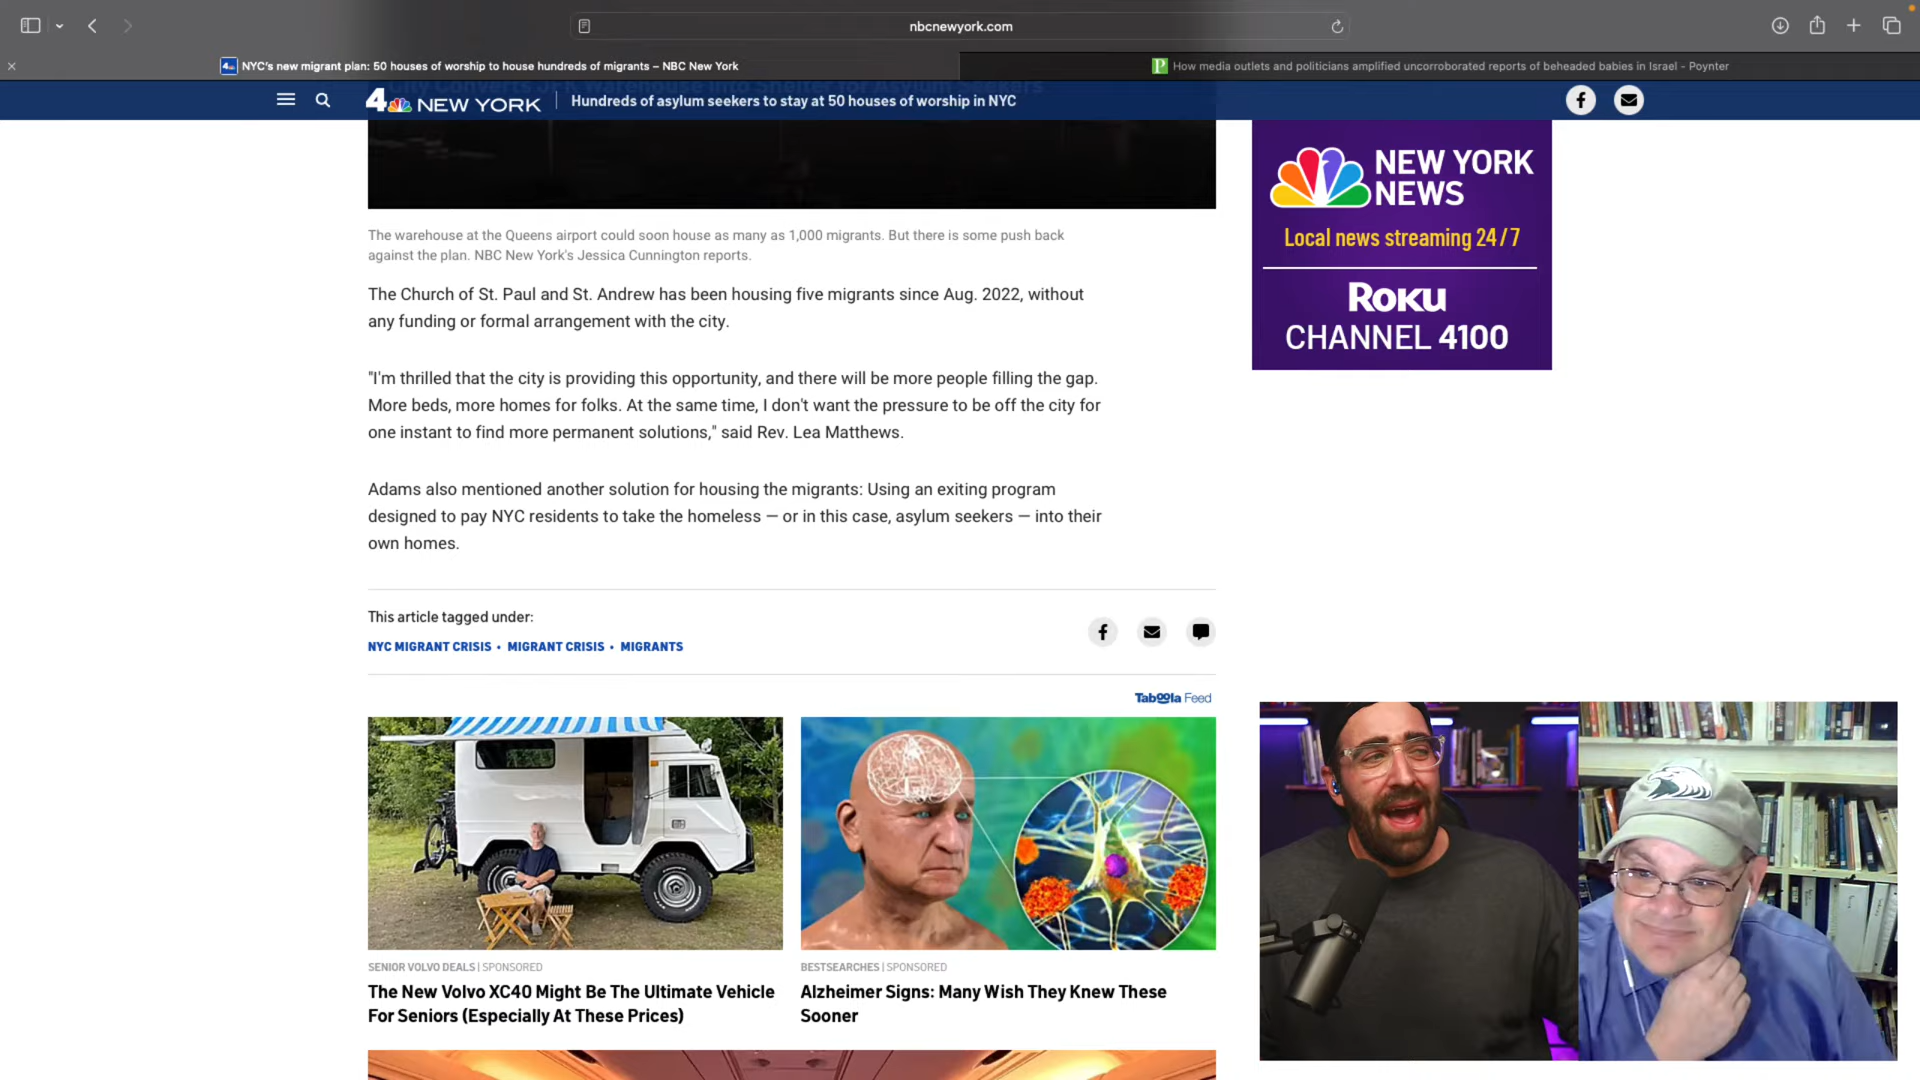 nbcnewyork.com
NYC's new migrant plan: 50 houses of worship to house hundreds of migrants – NBC New York
How media outlets and politicians amplified uncorroborated reports of beheaded babies in Israel - Poynter
4 NEW YORK
Hundreds of asylum seekers to stay at 50 houses of worship in NYC
The warehouse at the Queens airport could soon house as many as 1,000 migrants. But there is some push back
against the plan. NBC New York's Jessica Cunnington reports.
The Church of St. Paul and St. Andrew has been housing five migrants since Aug. 2022, without
any funding or formal arrangement with the city.
"I'm thrilled that the city is providing this opportunity, and there will be more people filling the gap.
More beds, more homes for folks. At the same time, I don't want the pressure to be off the city for
one instant to find more permanent solutions," said Rev. Lea Matthews.
Adams also mentioned another solution for housing the migrants: Using an exiting program
designed to pay NYC residents to take the homeless — or in this case, asylum seekers — into their
own homes.
This article tagged under:
NYC MIGRANT CRISIS • MIGRANT CRISIS • MIGRANTS
Taboola Feed
SENIOR VOLVO DEALS | SPONSORED
The New Volvo XC40 Might Be The Ultimate Vehicle
For Seniors (Especially At These Prices)
BESTSEARCHES | SPONSORED
Alzheimer Signs: Many Wish They Knew These
Sooner
NEW YORK
NEWS
Local news streaming 24/7
ROKU
CHANNEL 4100